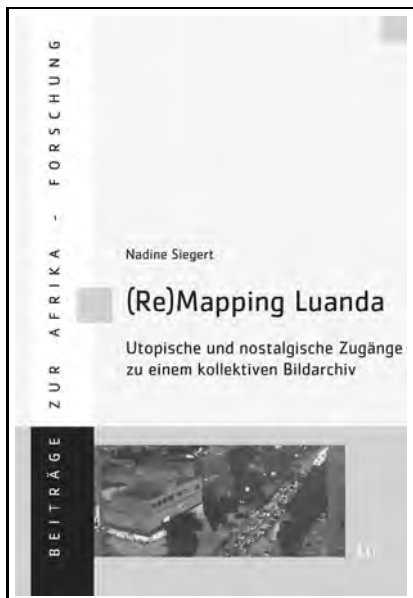 BEITRÄGE ZUR AFRIKA - FORSCHUNG
Nadine Siegert
(Re)Mapping Luanda
Utopische und nostalgische Zugänge
zu einem kollektiven Bildarchiv